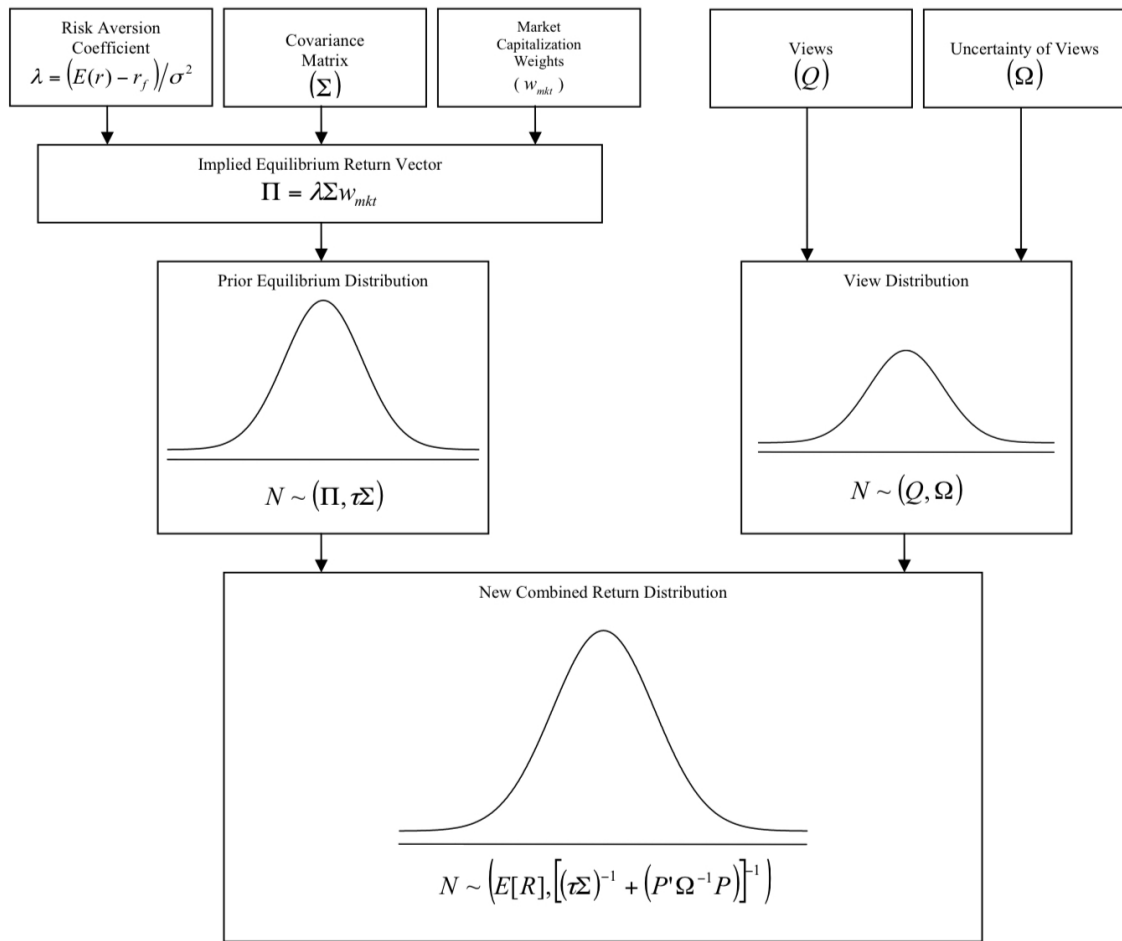 Risk Aversion
Coefficient
λ = (E(r) − r_f)/σ²
Covariance
Matrix
(Σ)
Market
Capitalization
Weights
(w_mkt)
Views
(Q)
Uncertainty of Views
(Ω)
Implied Equilibrium Return Vector
Π = λΣw_mkt
Prior Equilibrium Distribution
N ~ (Π, τΣ)
View Distribution
N ~ (Q, Ω)
New Combined Return Distribution
N ~ (E[R], [(τΣ)⁻¹ + (P'Ω⁻¹P)]⁻¹)